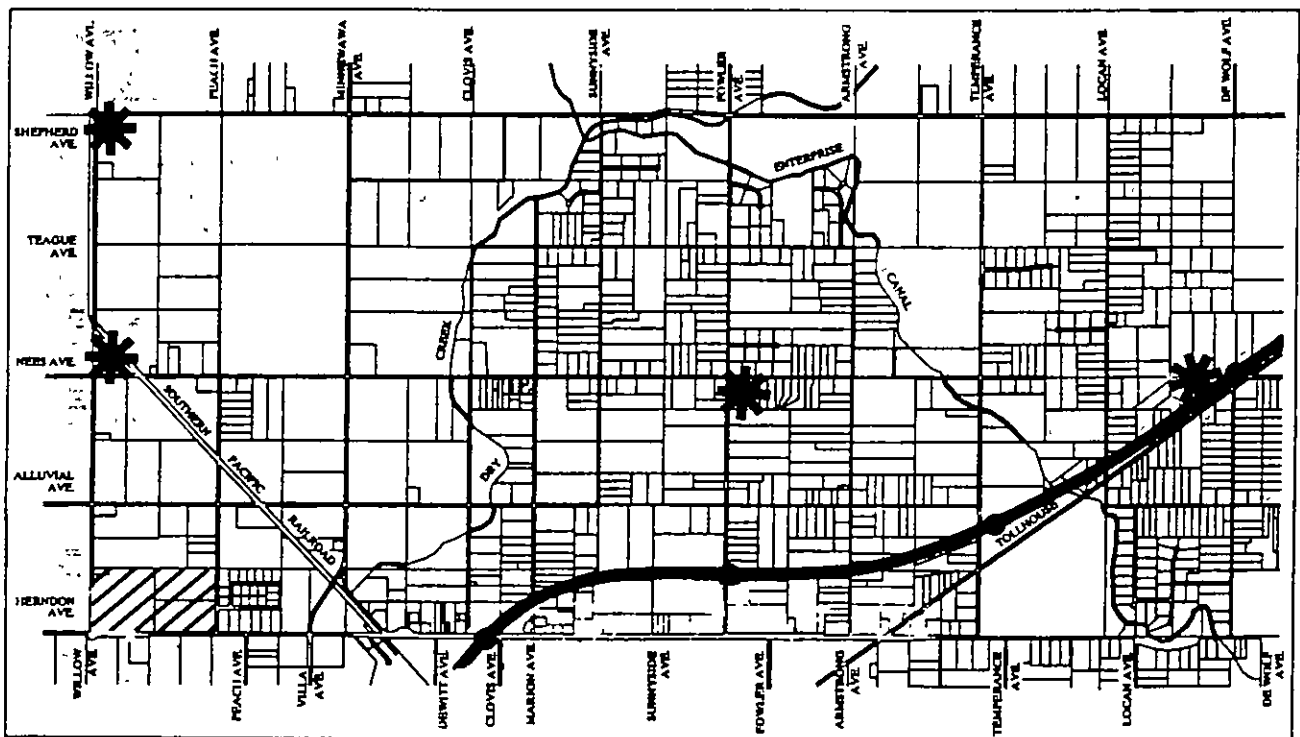 WILLOW AVE.
PEACH AVE.
MINNEWAWA
AVE.
CLOVIS AVE.
SUNNYSIDE
AVE.
FOWLER
AVE.
ARMSTRONG
AVE.
TEMPERANCE
AVE.
LOCAN AVE.
DE WOLF AVE.
SHEPHERD
AVE.
TEAGUE
AVE.
NEES AVE.
ALLUVIAL
AVE.
HERNDON
AVE.
ENTERPRISE
CANAL
CREEK
DRY
SOUTHERN
PACIFIC
RAILROAD
TOLLHOUSE
WILLOW
AVE.
PEACH AVE.
VILLA
AVE.
DEWITT AVE.
CLOVIS AVE.
MARION AVE.
SUNNYSIDE
AVE.
FOWLER AVE.
ARMSTRONG
AVE.
TEMPERANCE
AVE.
LOCAN AVE.
DE WOLF
AVE.